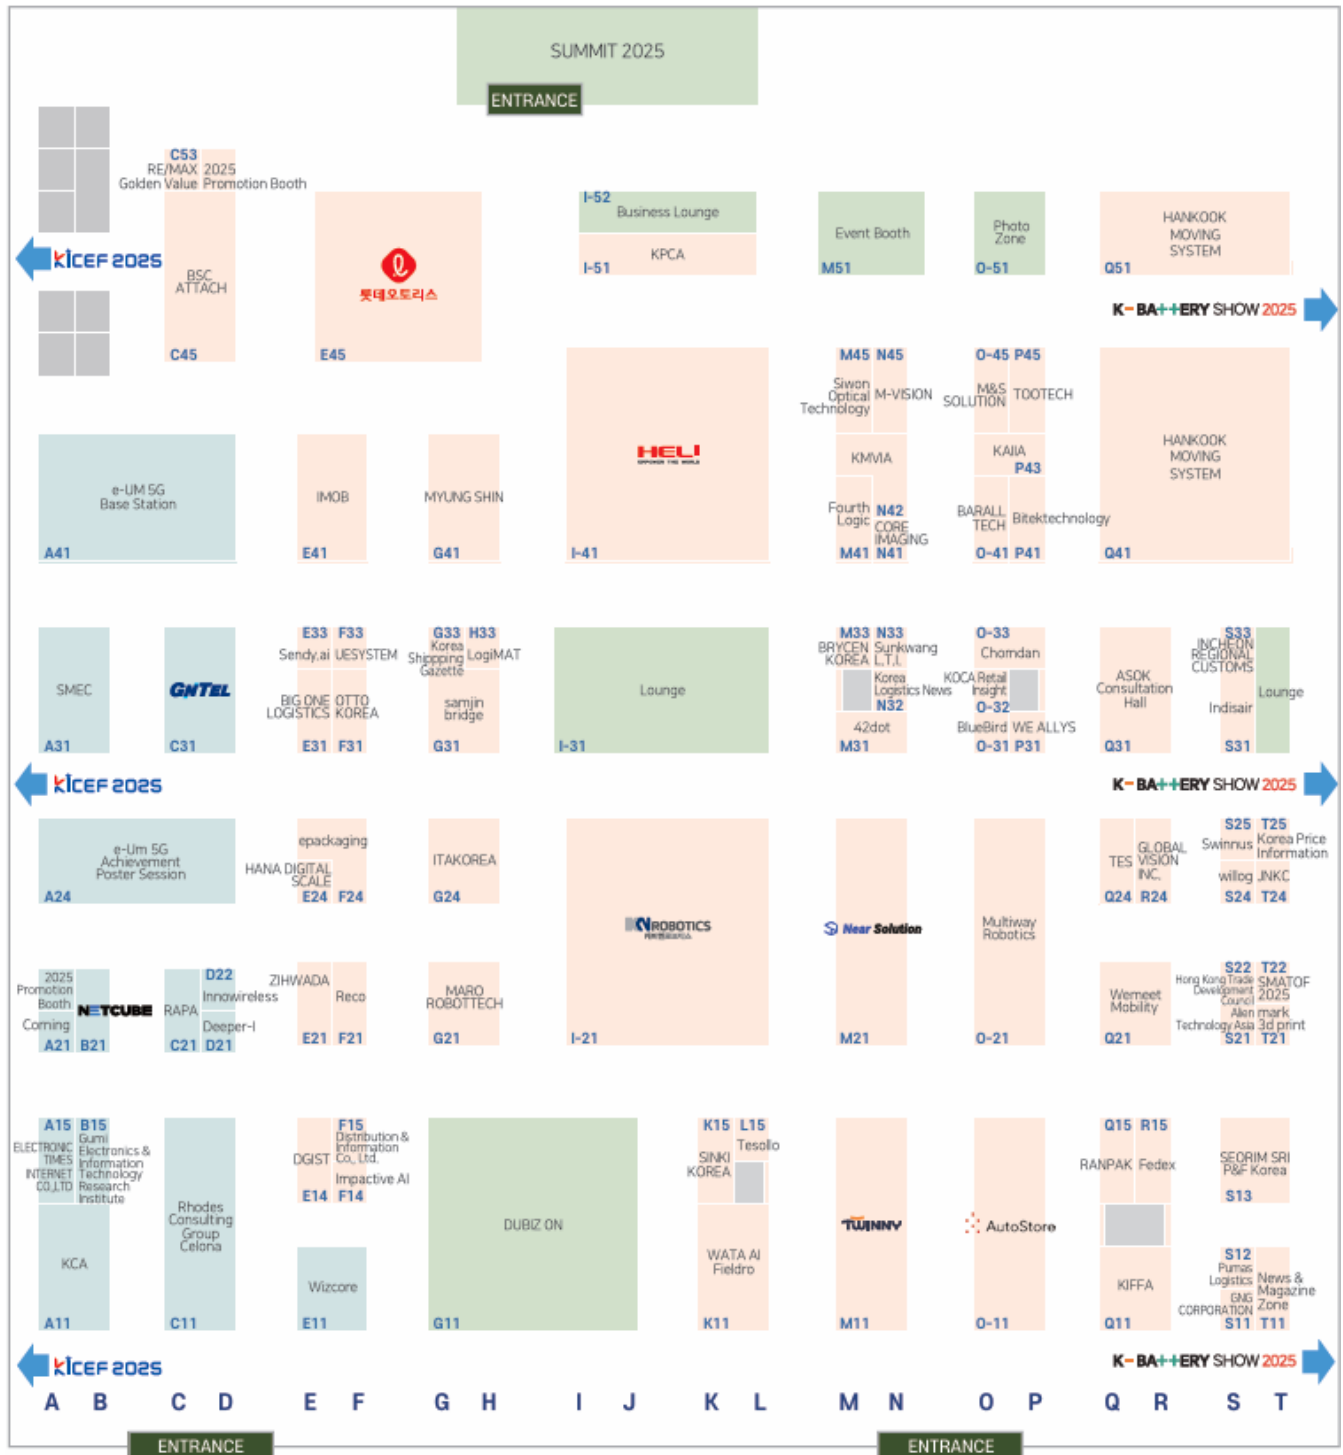 SUMMIT 2025
ENTRANCE
C53
RE/MAX 2025
Golden Value Promotion Booth
BSC
ATTACH
C45
KICEF 2025
롯데오토리스
E45
I-52
Business Lounge
KPCA
I-51
Event Booth
M51
Photo
Zone
O-51
HANKOOK
MOVING
SYSTEM
Q51
K-BA++ERY SHOW 2025
e-UM 5G
Base Station
A41
IMOB
E41
MYUNG SHIN
G41
HELI
EMPOWER THE WORLD
I-41
M45 N45
Siwon
Optical
Technology
M-VISION
KMVIA
Fourth
Logic
M41
N42
CORE
IMAGING
N41
O-45 P45
M&S
SOLUTION
TOOTECH
KAIIA
P43
BARALL
TECH
O-41
Bitektechnology
P41
HANKOOK
MOVING
SYSTEM
Q41
SMEC
A31
GNTEL
C31
E33 F33
Sendy,ai UESYSTEM
BIG ONE
LOGISTICS
E31
OTTO
KOREA
F31
G33 H33
Korea
Shippping
Gazette
LogiMAT
samjin
bridge
G31
Lounge
I-31
M33 N33
BRYCEN
KOREA
Sunkwang
L.T.I.
Korea
Logistics News
N32
42dot
M31
O-33
Chomdan
KOCA Retail
Insight
O-32
BlueBird WE ALLYS
O-31 P31
ASOK
Consultation
Hall
Q31
S33
INCHEON
REGIONAL
CUSTOMS
Indisair
S31
Lounge
KICEF 2025
K-BA++ERY SHOW 2025
e-Um 5G
Achievement
Poster Session
A24
epackaging
HANA DIGITAL
SCALE
E24 F24
ITAKOREA
G24
KN ROBOTICS
I-21
Near Solution
M21
Multiway
Robotics
O-21
TES
Q24
GLOBAL
VISION
INC.
R24
S25 T25
Swinnus
Korea Price
Information
willog JNKC
S24 T24
2025
Promotion
Booth
Corning
A21
NETCUBE
B21
RAPA
C21
D22
Innowireless
Deeper-I
D21
ZIHWADA
E21
Reco
F21
MARO
ROBOTTECH
G21
Wemeet
Mobility
Q21
S22 T22
Hong Kong Trade
Development
Council
SMATOF
2025
Alien
Technology Asia
S21
mark
3d print
T21
A15 B15
ELECTRONIC
TIMES
INTERNET
CO.,LTD
Gumi
Electronics &
Information
Technology
Research
Institute
KCA
A11
Rhodes
Consulting
Group
Celona
C11
DGIST
E14
F15
Distribution &
Information
Co., Ltd.
Impactive AI
F14
Wizcore
E11
DUBIZ ON
G11
K15 L15
SINKI
KOREA
Tesollo
WATA AI
Fieldro
K11
TWINNY
M11
AutoStore
O-11
Q15 R15
RANPAK Fedex
KIFFA
Q11
SEORIM SRI
P&F Korea
S13
S12
Pumas
Logistics
GNG
CORPORATION
S11
News &
Magazine
Zone
T11
KICEF 2025
K-BA++ERY SHOW 2025
A B C D E F G H I J K L M N O P Q R S T
ENTRANCE
ENTRANCE